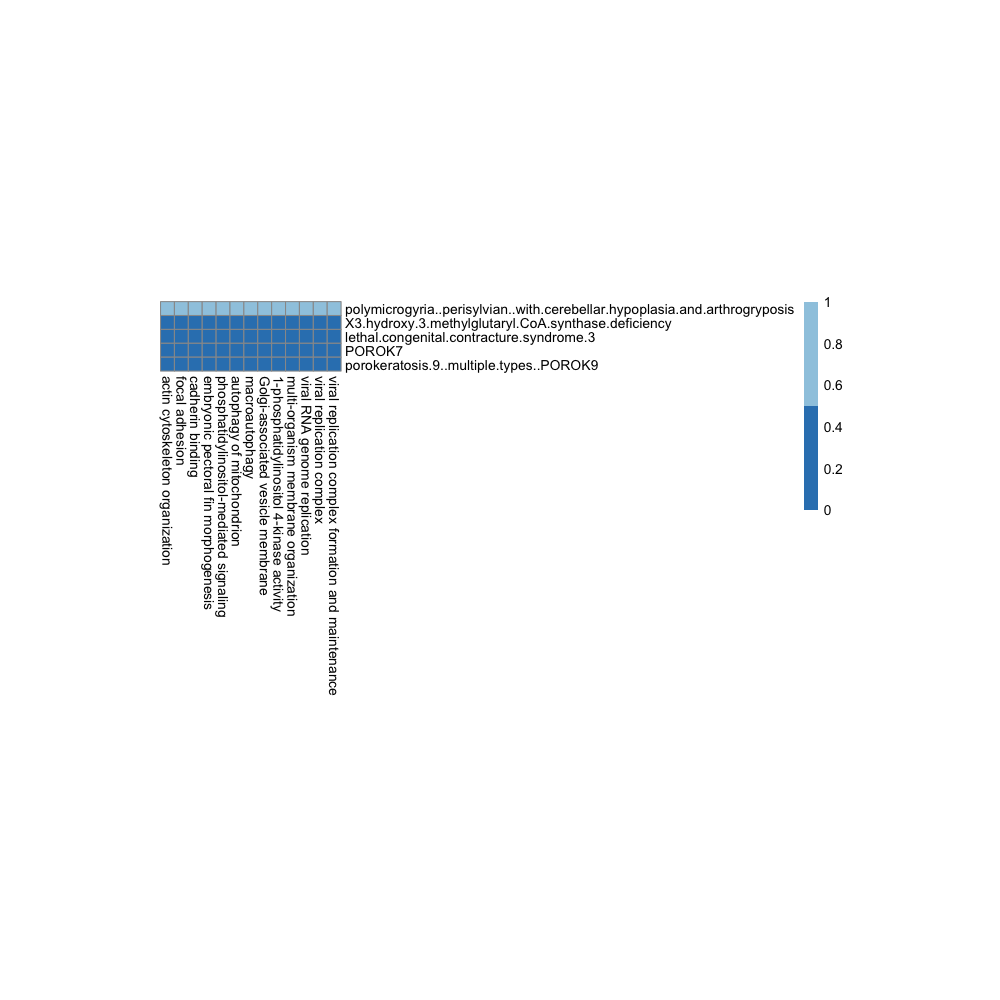 polymicrogyria..perisylvian..with.cerebellar.hypoplasia.and.arthrogryposis
X3.hydroxy.3.methylglutaryl.CoA.synthase.deficiency
lethal.congenital.contracture.syndrome.3
POROK7
porokeratosis.9..multiple.types..POROK9
1
0.8
0.6
0.4
0.2
0
actin cytoskeleton organization
focal adhesion
cadherin binding
embryonic pectoral fin morphogenesis
phosphatidylinositol-mediated signaling
autophagy of mitochondrion
macroautophagy
Golgi-associated vesicle membrane
1-phosphatidylinositol 4-kinase activity
multi-organism membrane organization
viral RNA genome replication
viral replication complex
viral replication complex formation and maintenance